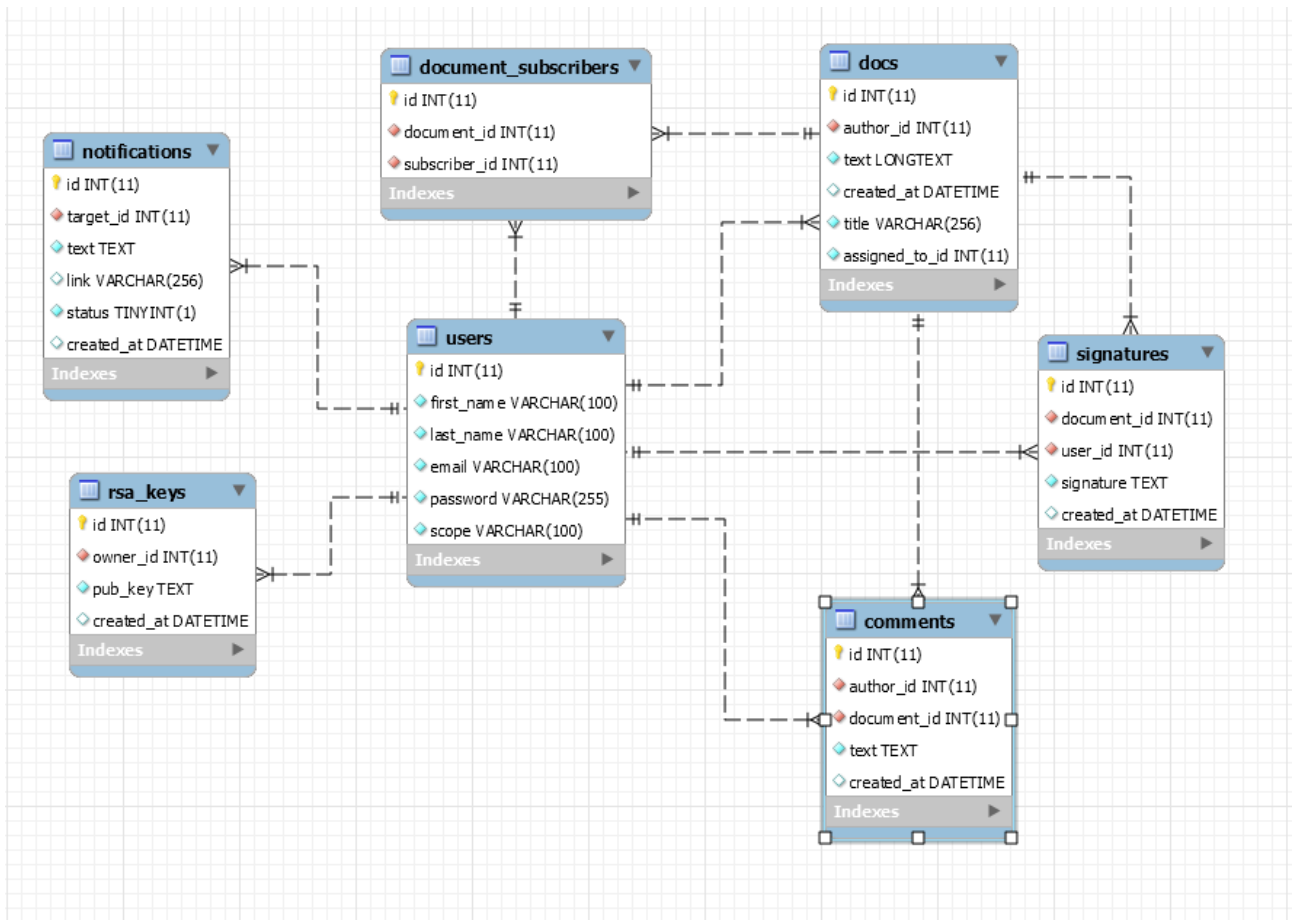 document_subscribers
id INT(11)
document_id INT(11)
subscriber_id INT(11)
Indexes
docs
id INT(11)
author_id INT(11)
text LONGTEXT
created_at DATETIME
title VARCHAR(256)
assigned_to_id INT(11)
Indexes
notifications
id INT(11)
target_id INT(11)
text TEXT
link VARCHAR(256)
status TINYINT(1)
created_at DATETIME
Indexes
users
id INT(11)
first_name VARCHAR(100)
last_name VARCHAR(100)
email VARCHAR(100)
password VARCHAR(255)
scope VARCHAR(100)
Indexes
signatures
id INT(11)
document_id INT(11)
user_id INT(11)
signature TEXT
created_at DATETIME
Indexes
rsa_keys
id INT(11)
owner_id INT(11)
pub_key TEXT
created_at DATETIME
Indexes
comments
id INT(11)
author_id INT(11)
document_id INT(11)
text TEXT
created_at DATETIME
Indexes